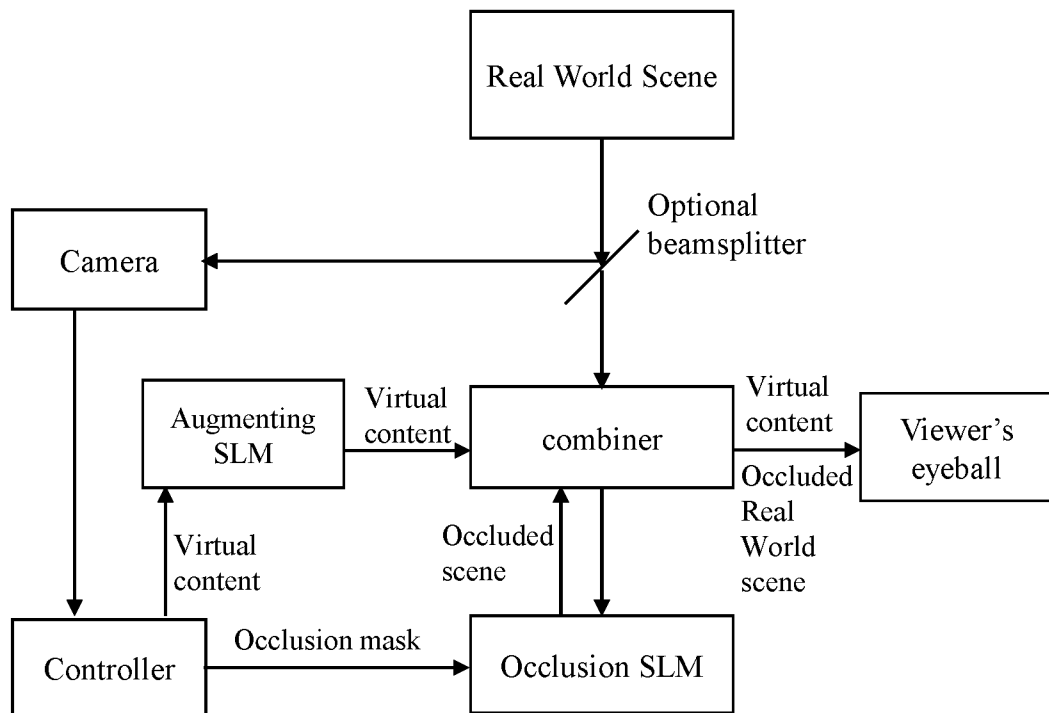 Real World Scene
Optional
beamsplitter
Camera
Augmenting
SLM
Virtual
content
combiner
Virtual
content
Viewer's
eyeball
Occluded
Real
World
scene
Virtual
content
Occluded
scene
Controller
Occlusion mask
Occlusion SLM